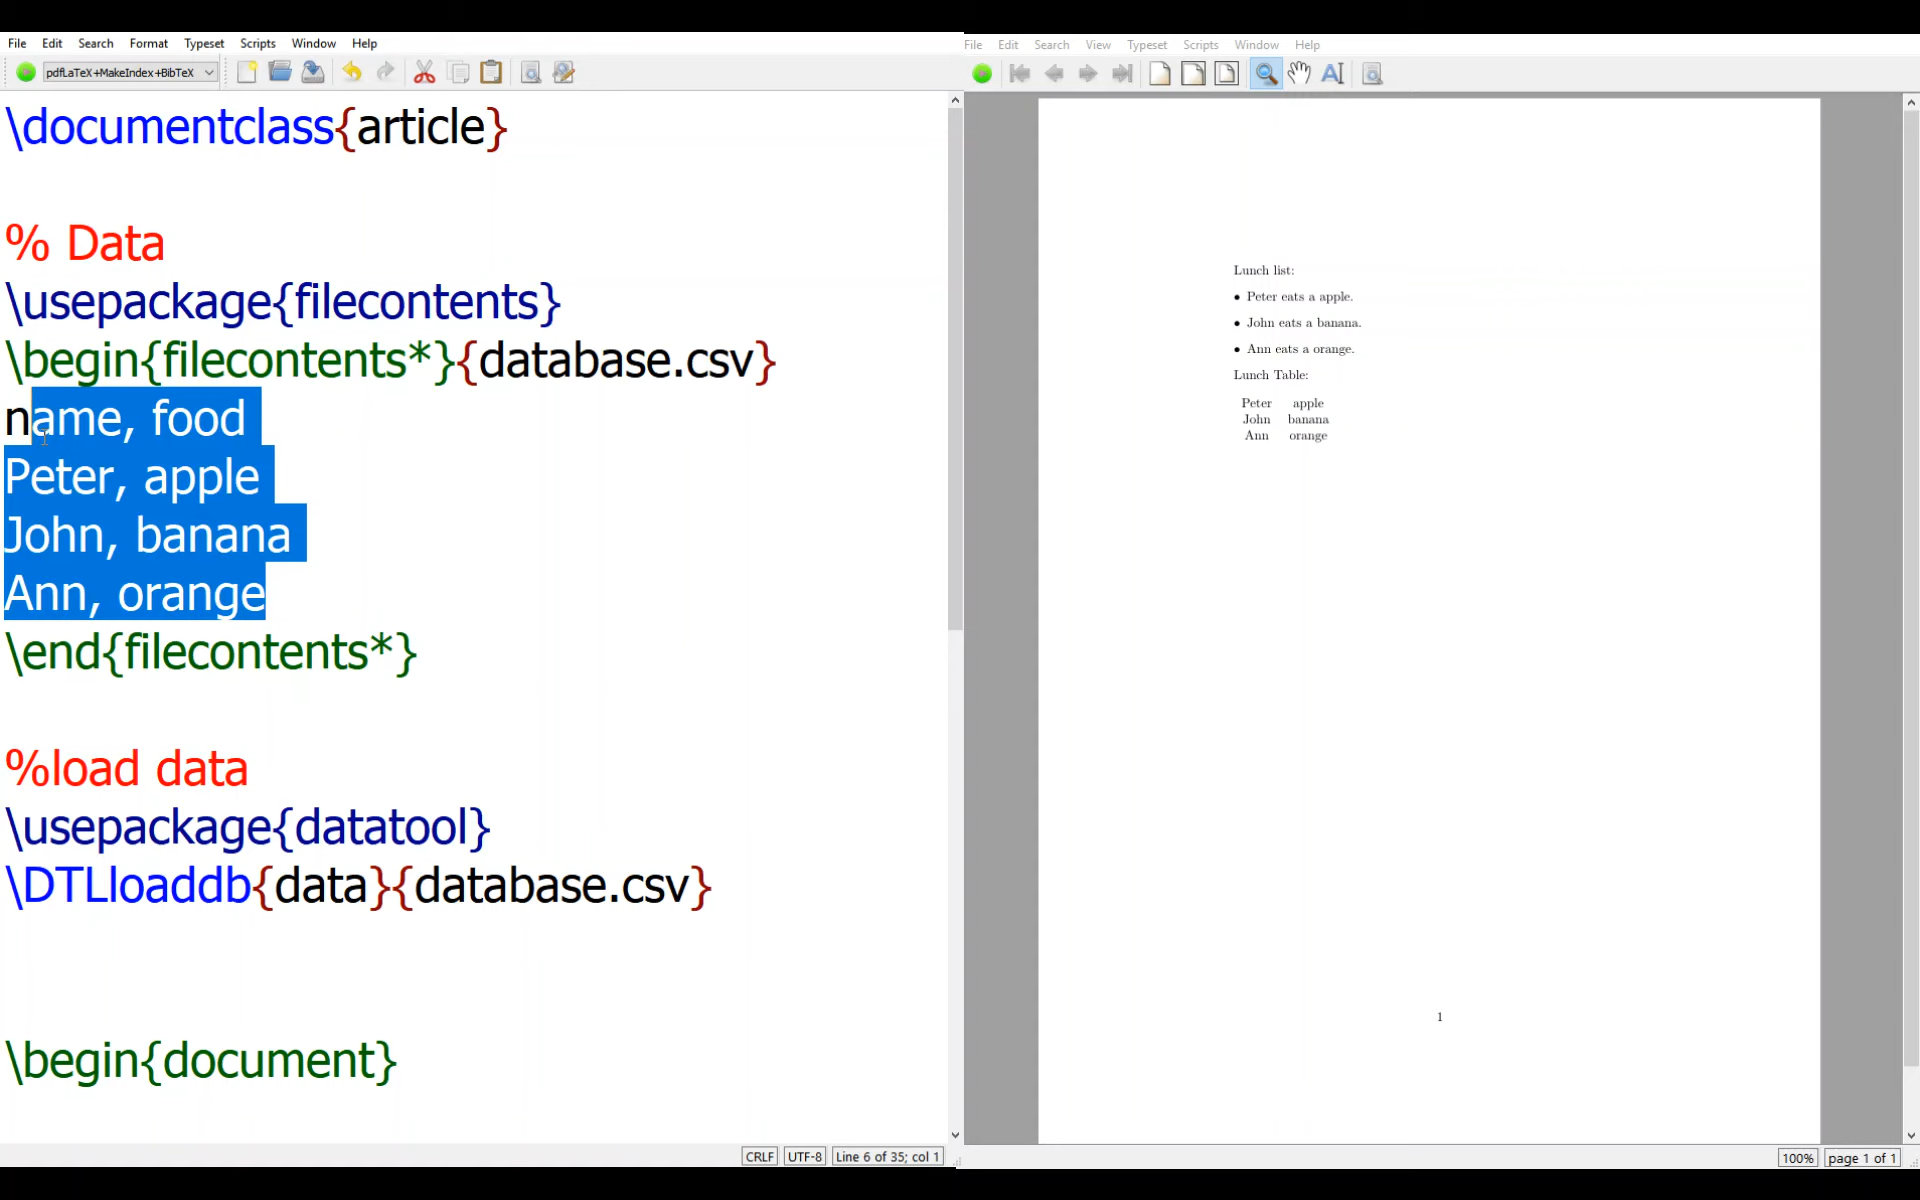 File Edit Search Format Typeset Scripts Window Help
pdfLaTeX+MakeIndex+BibTeX
\documentclass{article}
% Data
\usepackage{filecontents}
\begin{filecontents*}{database.csv}
name, food
Peter, apple
John, banana
Ann, orange
\end{filecontents*}
%load data
\usepackage{datatool}
\DTLloaddb{data}{database.csv}
\begin{document}
CRLF UTF-8 Line 6 of 35; col 1
File Edit Search View Typeset Scripts Window Help
Lunch list:
• Peter eats a apple.
• John eats a banana.
• Ann eats a orange.
Lunch Table:
Peter apple
John banana
Ann orange
1
100% page 1 of 1